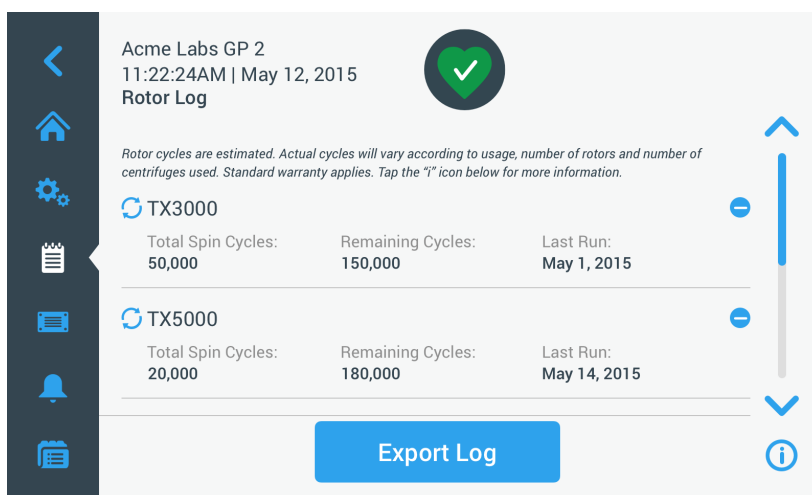 Acme Labs GP 2
11:22:24AM | May 12, 2015
Rotor Log
Rotor cycles are estimated. Actual cycles will vary according to usage, number of rotors and number of
centrifuges used. Standard warranty applies. Tap the “i” icon below for more information.
TX3000
Total Spin Cycles: Remaining Cycles: Last Run:
50,000 150,000 May 1, 2015
TX5000
Total Spin Cycles: Remaining Cycles: Last Run:
20,000 180,000 May 14, 2015
Export Log